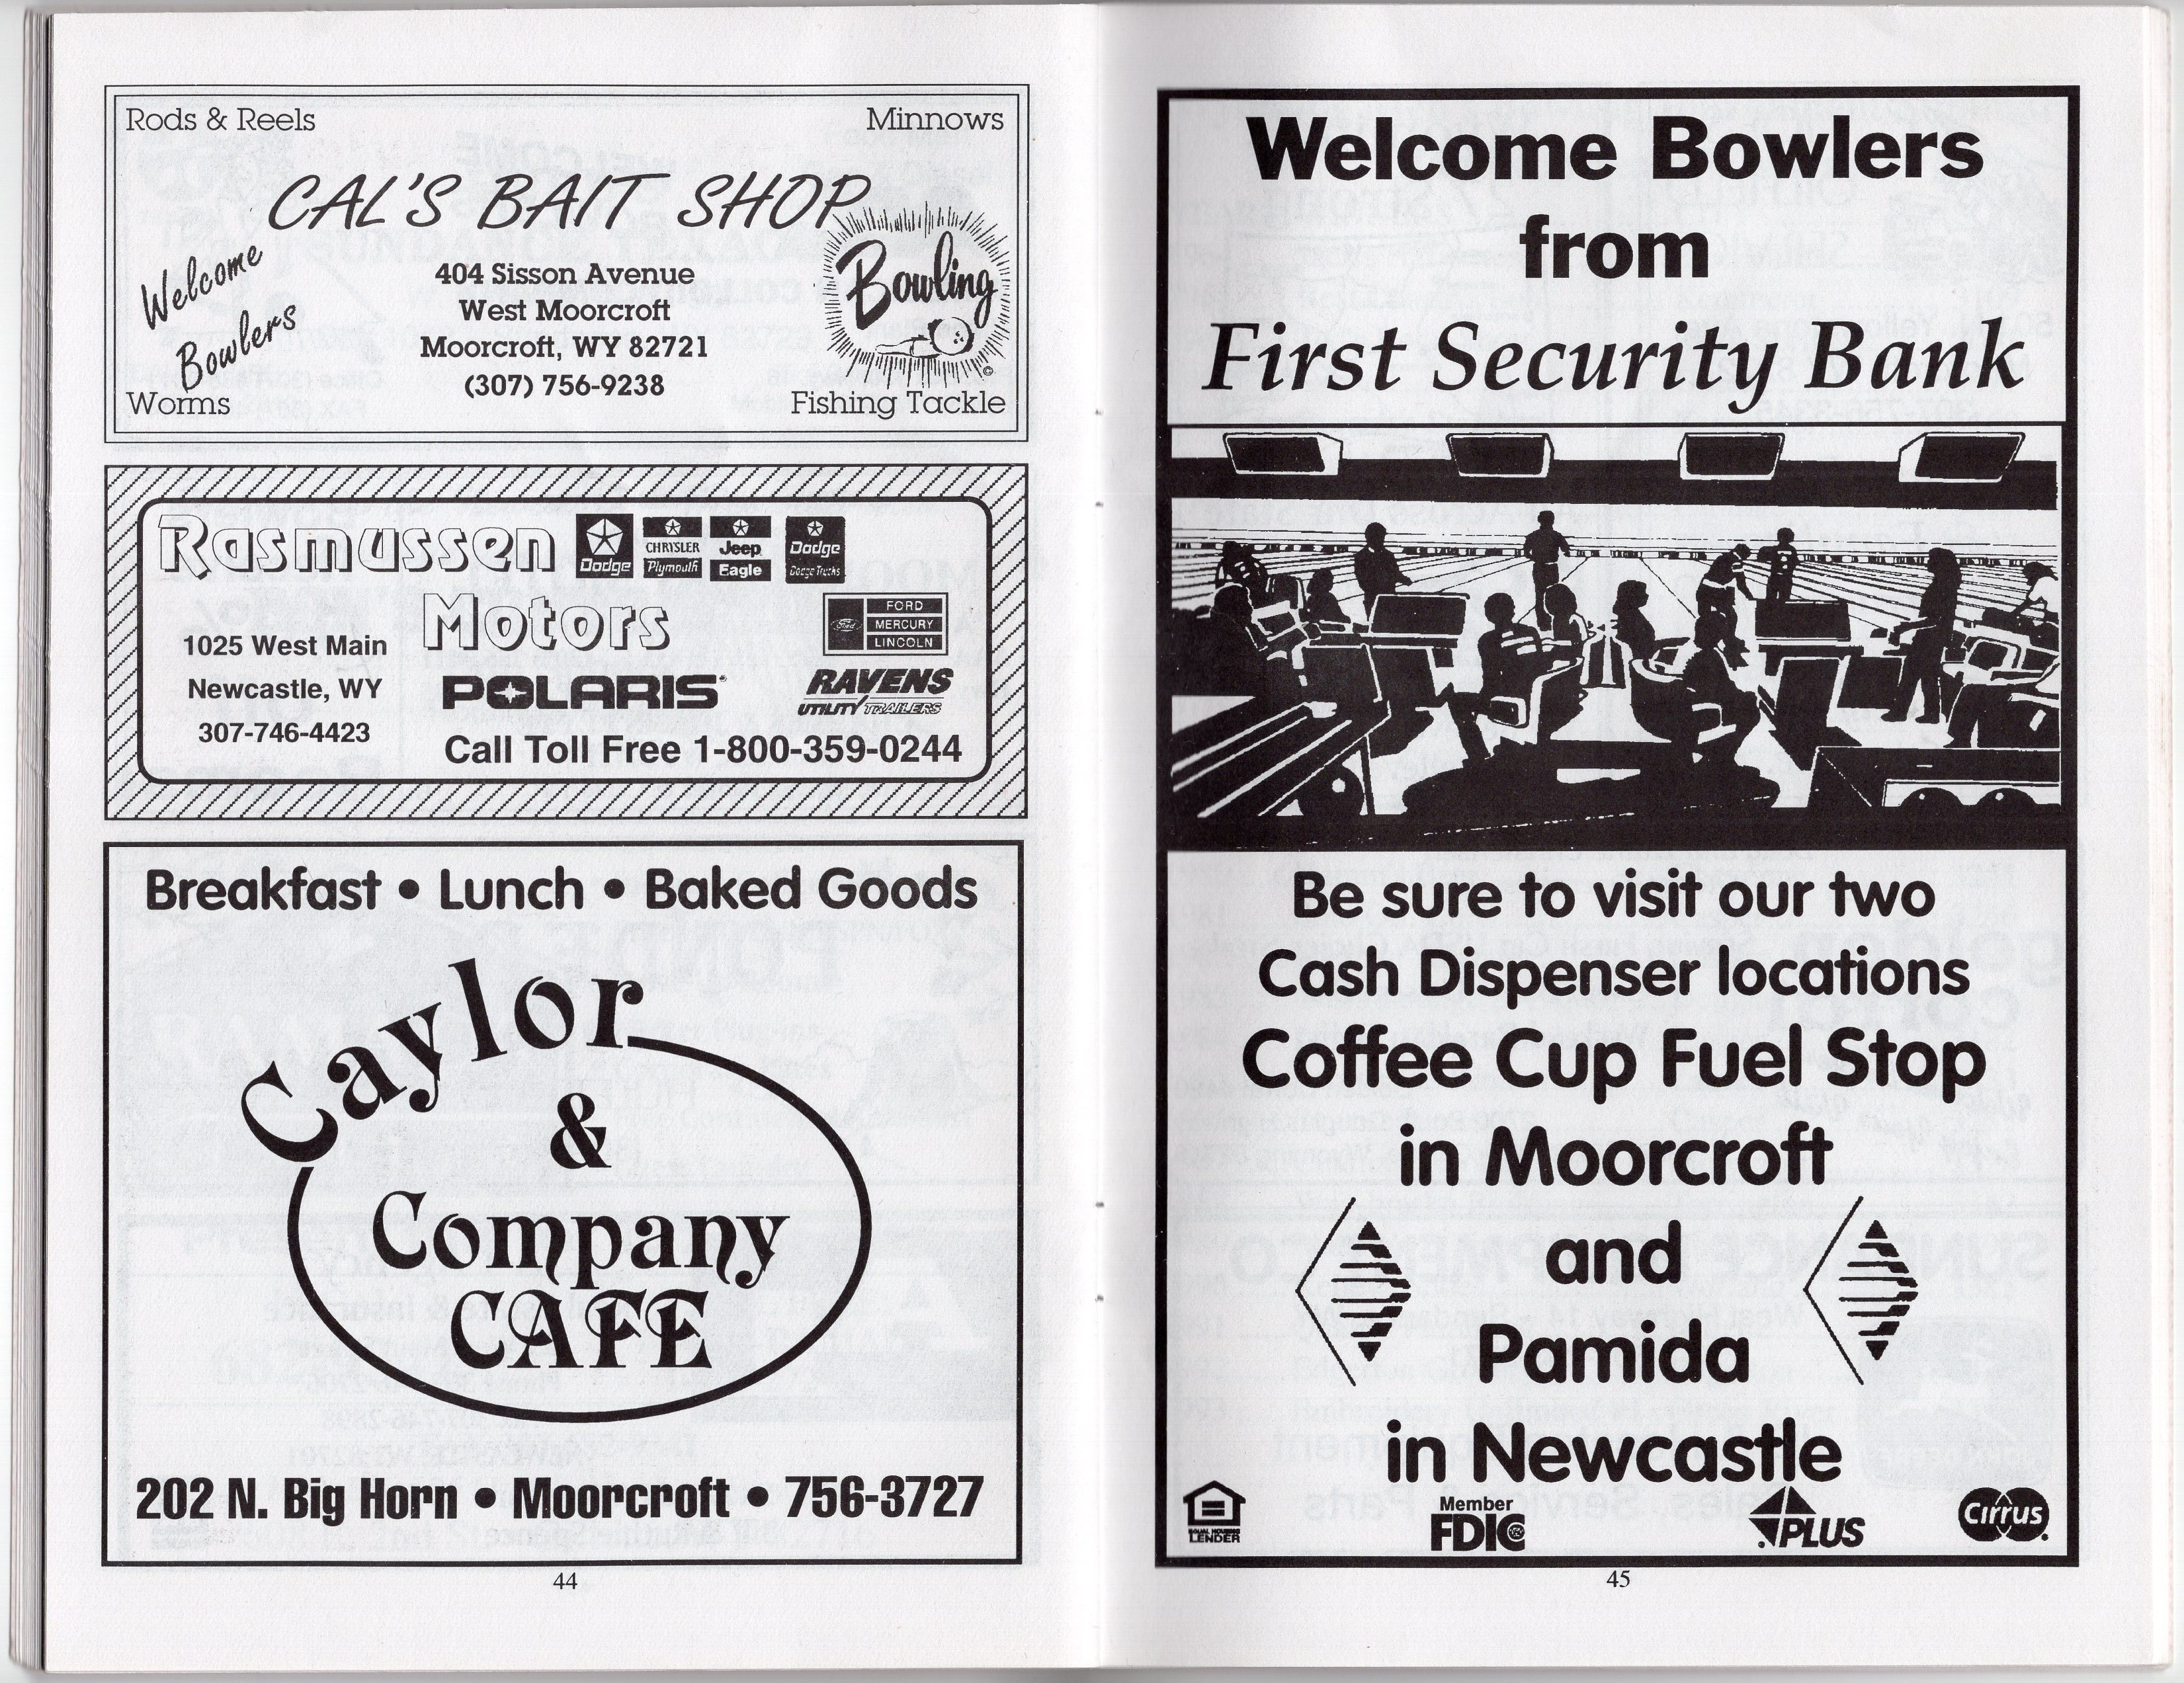 Rods & Reels
Minnows
CAL'S BAIT SHOP
Welcome
Bowlers
404 Sisson Avenue
West Moorcroft
Moorcroft, WY 82721
(307) 756-9238
Bowling
©
Worms
Fishing Tackle
Rasmussen
Motors
Dodge
CHRYSLER
Plymouth
Jeep
Eagle
Dodge
Dodge Trucks
Ford
FORD
MERCURY
LINCOLN
1025 West Main
Newcastle, WY
307-746-4423
POLARIS
RAVENS
UTILITY TRAILERS
Call Toll Free 1-800-359-0244
Breakfast • Lunch • Baked Goods
Caylor
&
Company
CAFE
202 N. Big Horn • Moorcroft • 756-3727
44
Welcome Bowlers
from
First Security Bank
Be sure to visit our two
Cash Dispenser locations
Coffee Cup Fuel Stop
in Moorcroft
and
Pamida
in Newcastle
EQUAL HOUSING
LENDER
Member
FDIC
PLUS
Cirrus
45